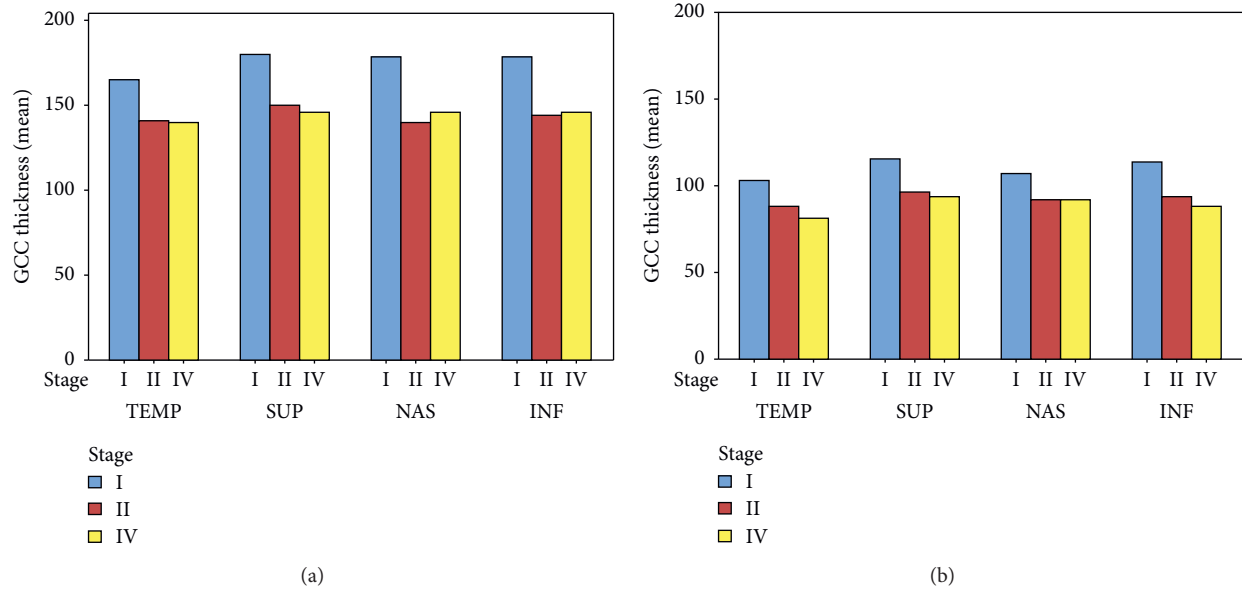 200
150
100
50
0
GCC thickness (mean)
Stage I II IV I II IV I II IV I II IV
TEMP SUP NAS INF
Stage
I
II
IV
(a)
200
150
100
50
0
GCC thickness (mean)
Stage I II IV I II IV I II IV I II IV
TEMP SUP NAS INF
Stage
I
II
IV
(b)